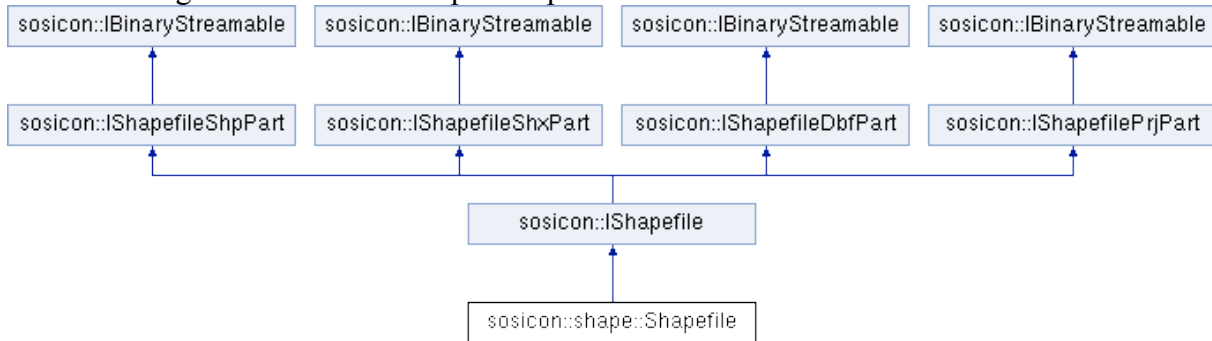 sosicon::IBinaryStreamable sosicon::IBinaryStreamable sosicon::IBinaryStreamable sosicon::IBinaryStreamable
sosicon::IShapefileShpPart sosicon::IShapefileShxPart sosicon::IShapefileDbfPart sosicon::IShapefilePrjPart
sosicon::IShapefile
sosicon::shape::Shapefile